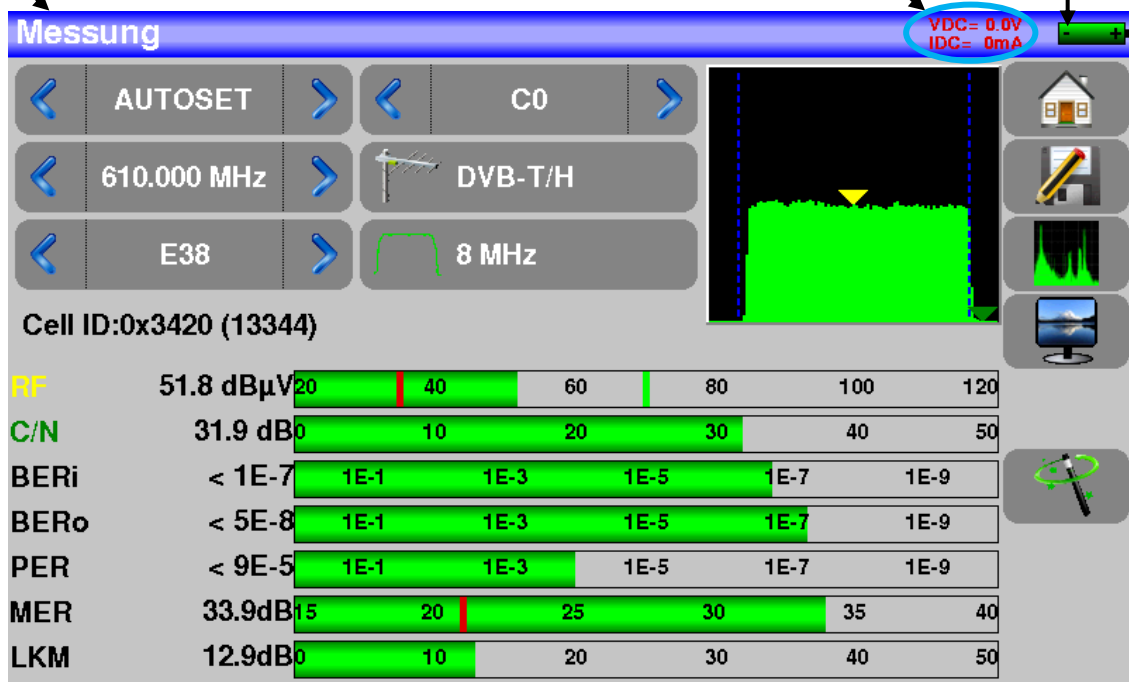 Messung
VDC= 0.0V
IDC= 0mA
- +
AUTOSET
C0
610.000 MHz
DVB-T/H
E38
8 MHz
Cell ID:0x3420 (13344)
RF 51.8 dBµV 20 40 60 80 100 120
C/N 31.9 dB 0 10 20 30 40 50
BERi < 1E-7 1E-1 1E-3 1E-5 1E-7 1E-9
BERo < 5E-8 1E-1 1E-3 1E-5 1E-7 1E-9
PER < 9E-5 1E-1 1E-3 1E-5 1E-7 1E-9
MER 33.9dB 15 20 25 30 35 40
LKM 12.9dB 0 10 20 30 40 50